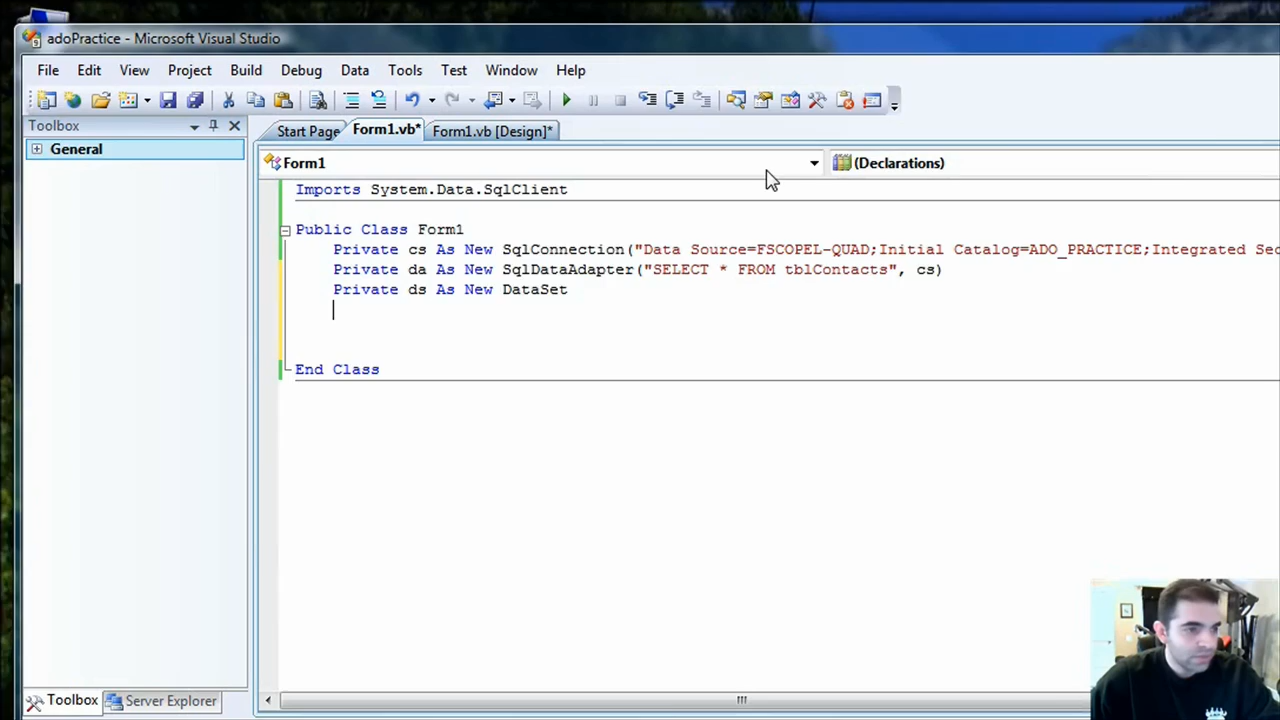 adoPractice - Microsoft Visual Studio
File Edit View Project Build Debug Data Tools Test Window Help
Toolbox
Start Page Form1.vb* Form1.vb [Design]*
General
Form1 (Declarations)
Imports System.Data.SqlClient
Public Class Form1
Private cs As New SqlConnection("Data Source=FSCOPEL-QUAD;Initial Catalog=ADO_PRACTICE;Integrated Sec
Private da As New SqlDataAdapter("SELECT * FROM tblContacts", cs)
Private ds As New DataSet
End Class
Toolbox Server Explorer